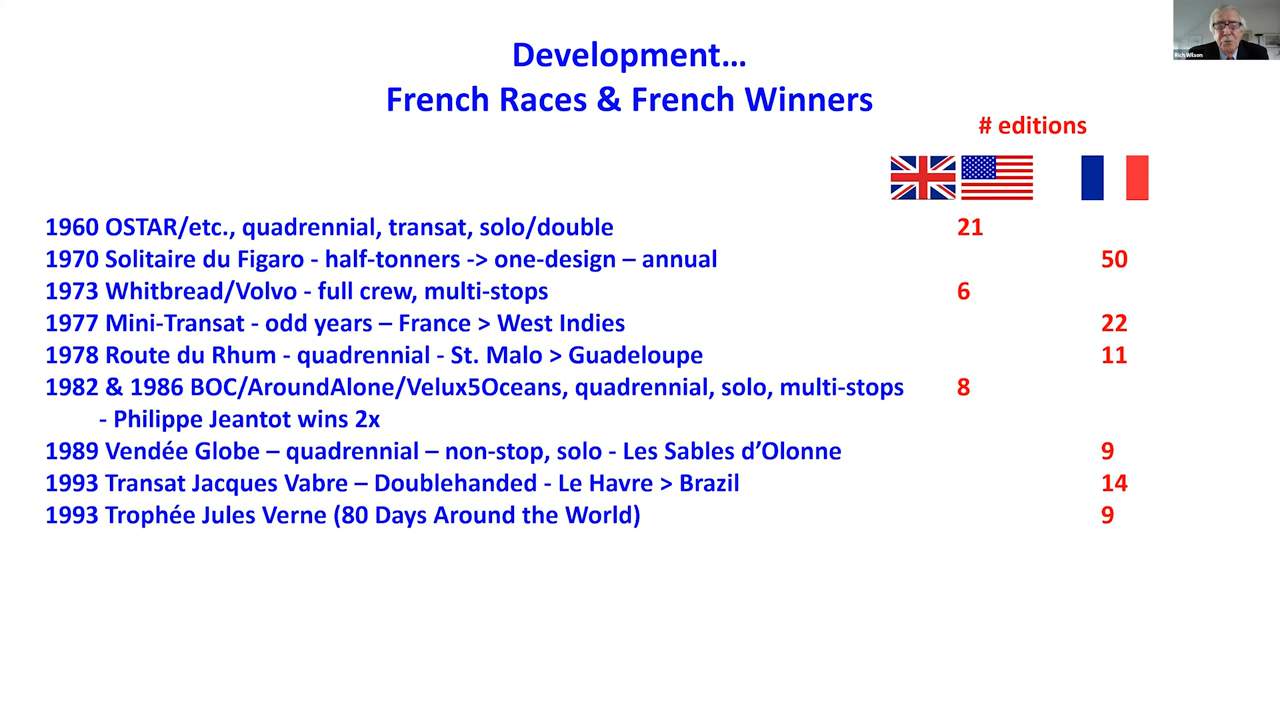 Development…
French Races & French Winners
Rich Wilson
# editions
1960 OSTAR/etc., quadrennial, transat, solo/double 21
1970 Solitaire du Figaro - half-tonners -> one-design – annual 50
1973 Whitbread/Volvo - full crew, multi-stops 6
1977 Mini-Transat - odd years – France > West Indies 22
1978 Route du Rhum - quadrennial - St. Malo > Guadeloupe 11
1982 & 1986 BOC/AroundAlone/Velux5Oceans, quadrennial, solo, multi-stops 8
- Philippe Jeantot wins 2x
1989 Vendée Globe – quadrennial – non-stop, solo - Les Sables d’Olonne 9
1993 Transat Jacques Vabre – Doublehanded - Le Havre > Brazil 14
1993 Trophée Jules Verne (80 Days Around the World) 9